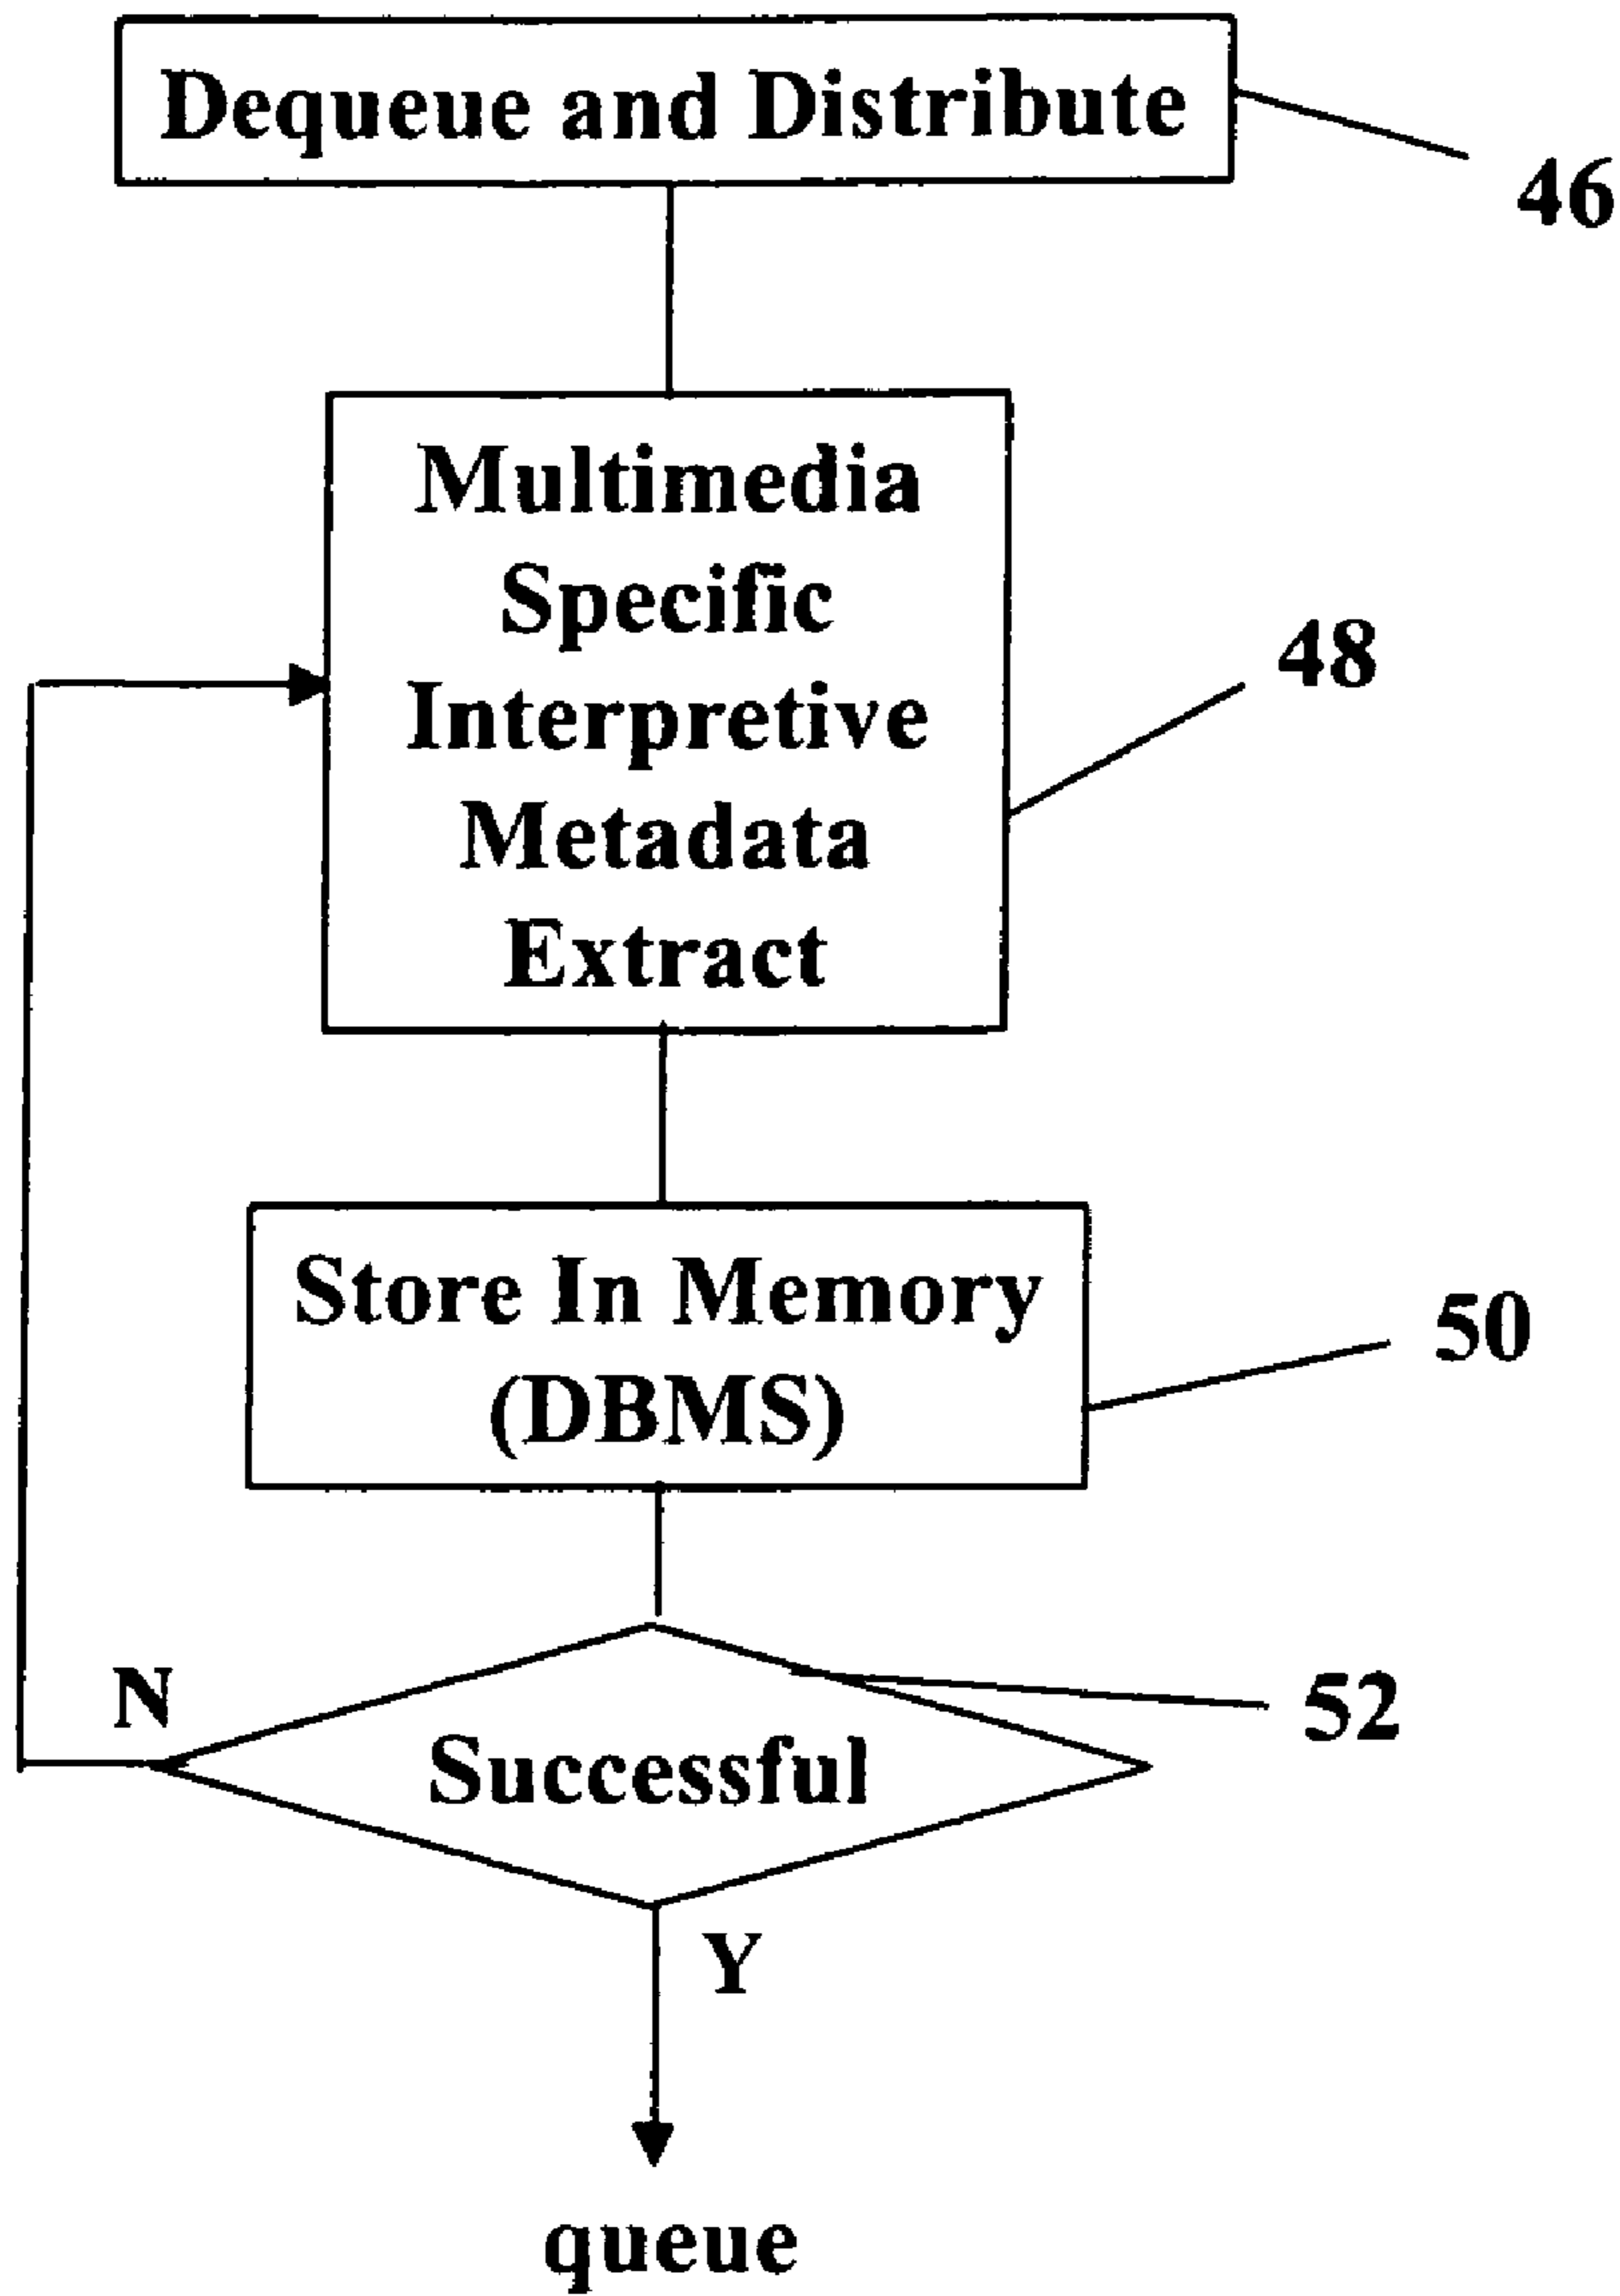 Dequeue and Distribute
46
Multimedia
Specific
Interpretive
Metadata
Extract
48
Store In Memory
(DBMS)
50
N
52
Successful
Y
queue